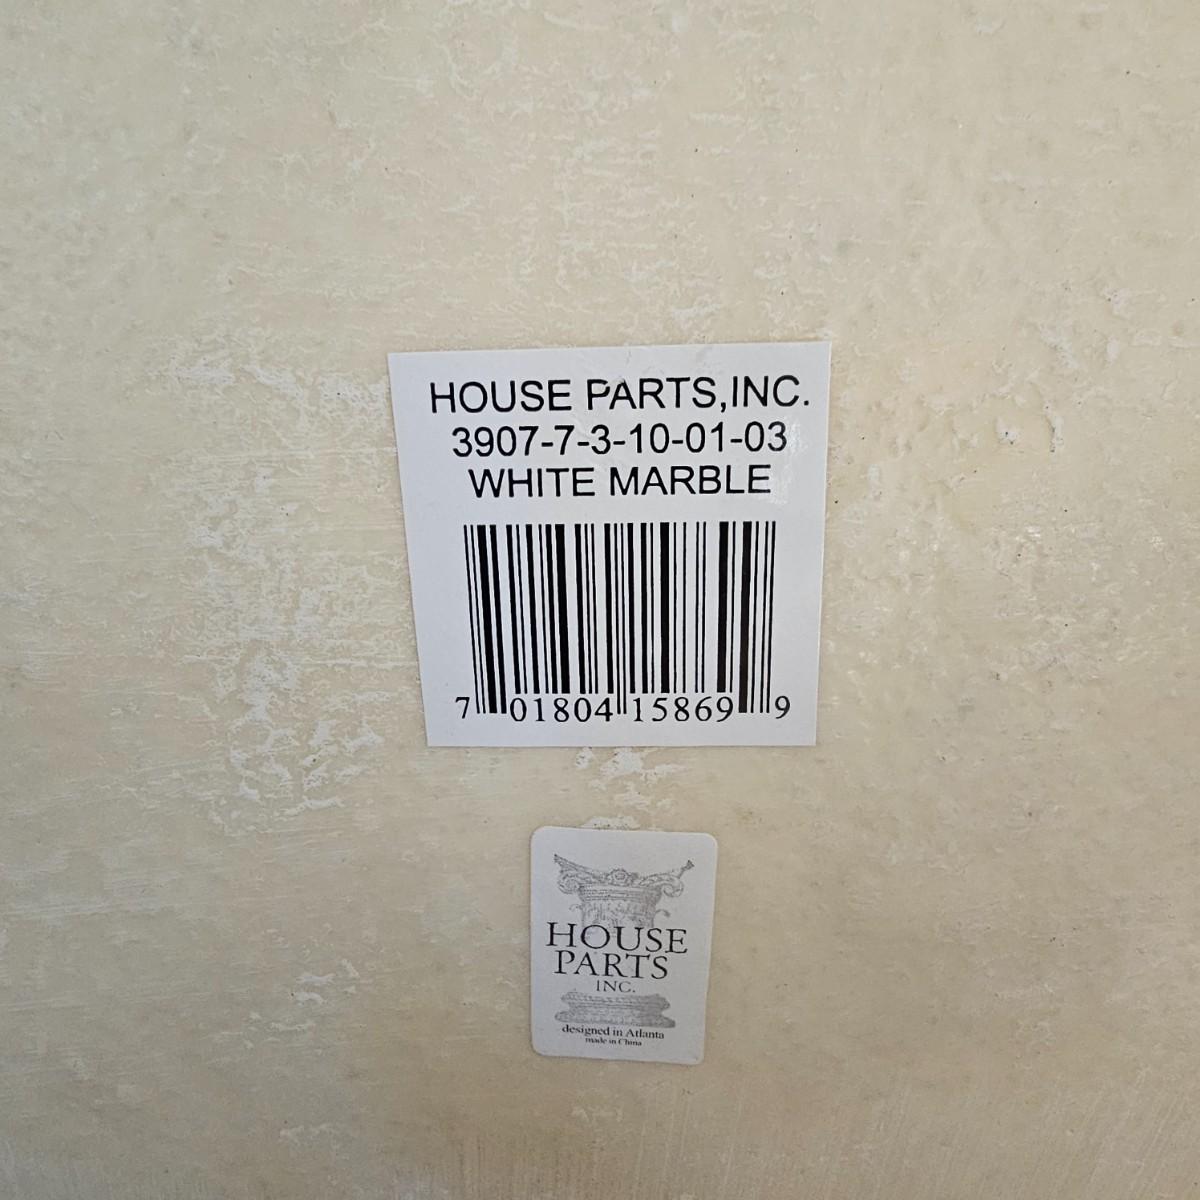 HOUSE PARTS,INC.
3907-7-3-10-01-03
WHITE MARBLE
7 01804 15869 9
HOUSE
PARTS
INC.
designed in Atlanta
made in China